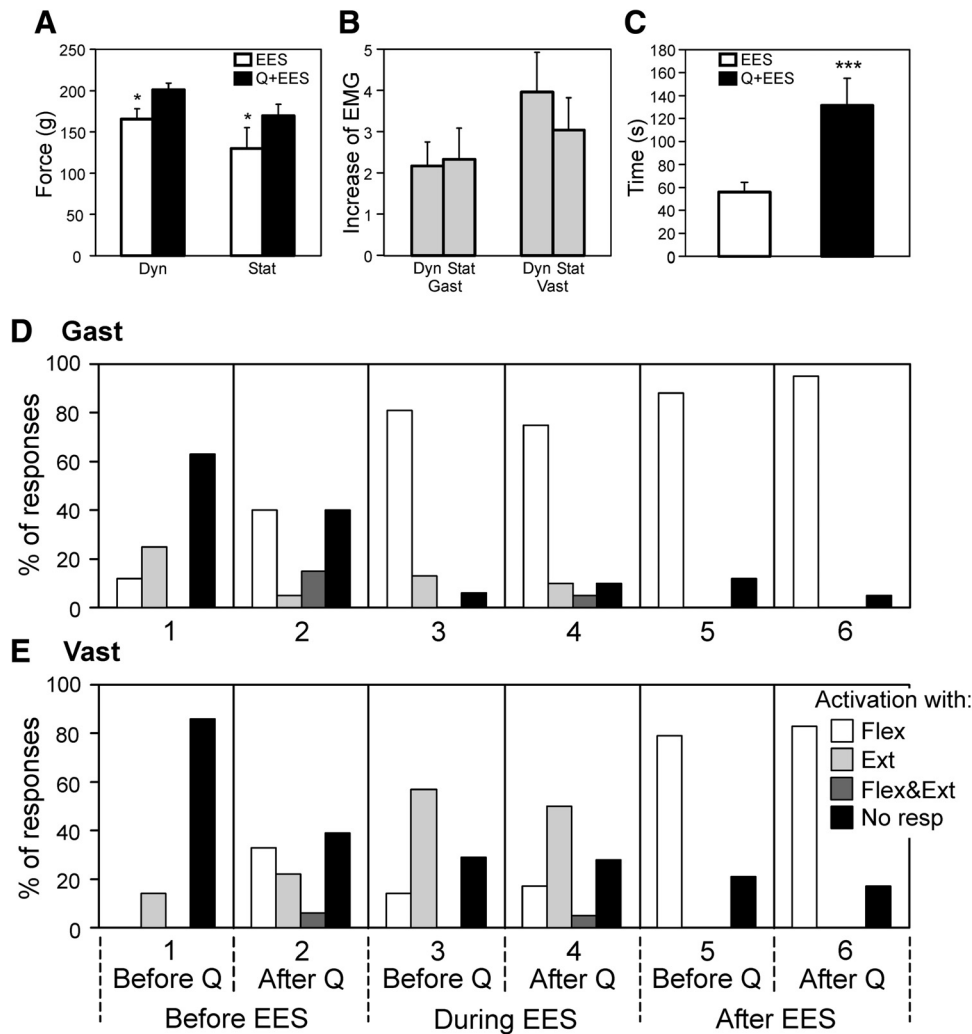 A
250
200
150
100
50
0
Force (g)
EES
Q+EES
*
*
Dyn
Stat
B
5
4
3
2
1
0
Increase of EMG
Dyn Stat Dyn Stat
Gast Vast
C
180
160
140
120
100
80
60
40
20
0
Time (s)
EES
Q+EES
***
D Gast
100
80
60
40
20
0
% of responses
1 2 3 4 5 6
E Vast
100
80
60
40
20
0
% of responses
Activation with:
Flex
Ext
Flex&Ext
No resp
1 2 3 4 5 6
Before Q After Q Before Q After Q Before Q After Q
Before EES During EES After EES